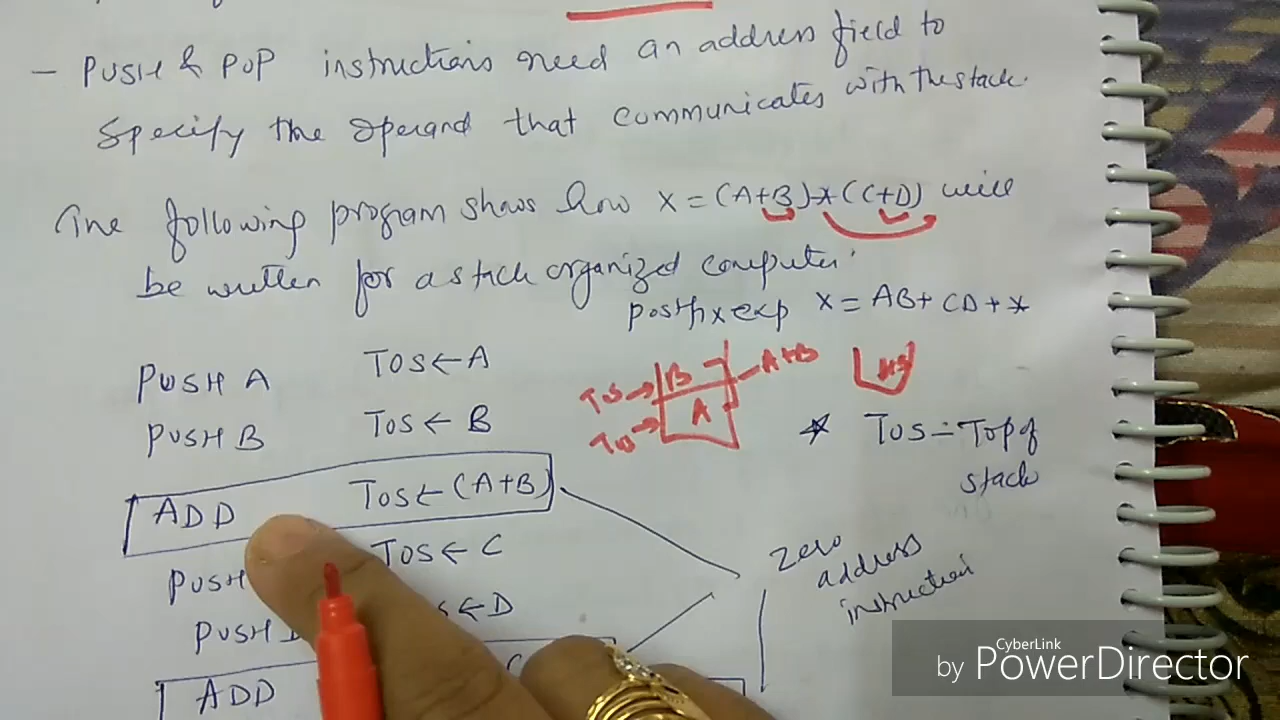 - PUSH & POP instructions need an address field to
specify the operand that communicates with the stack.
The following program shows how X = (A+B) * (C+D) will
be written for a stack organized computer.
postfix exp X = AB+ CD + *
PUSH A TOS ← A
PUSH B TOS ← B
ADD TOS ← (A+B)
PUSH TOS ← C
PUSH ← D
ADD
TOS → B A+B
A
* TOS = Top of
stack
Zero
address
instruction
CyberLink
by PowerDirector